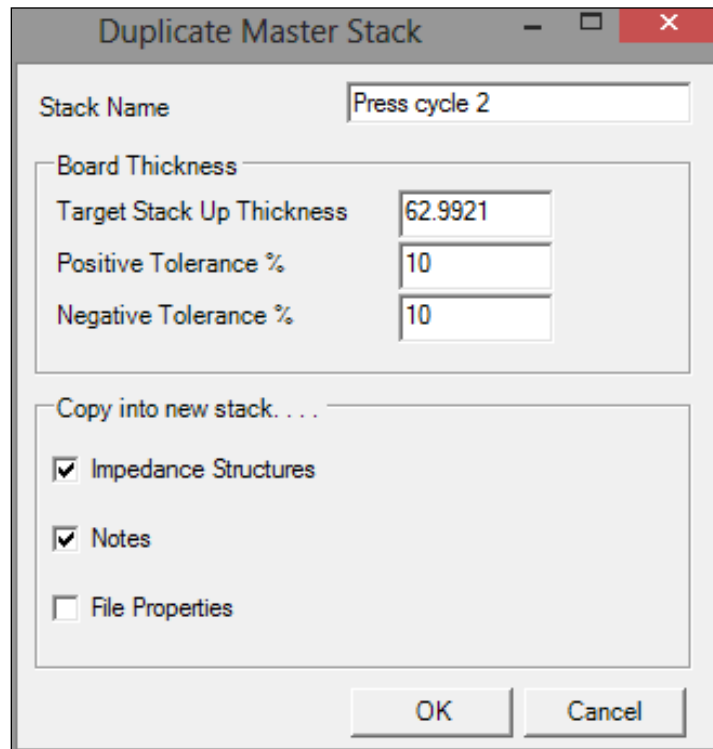 Duplicate Master Stack
Stack Name Press cycle 2
Board Thickness
Target Stack Up Thickness 62.9921
Positive Tolerance % 10
Negative Tolerance % 10
Copy into new stack. . . .
Impedance Structures
Notes
File Properties
OK Cancel